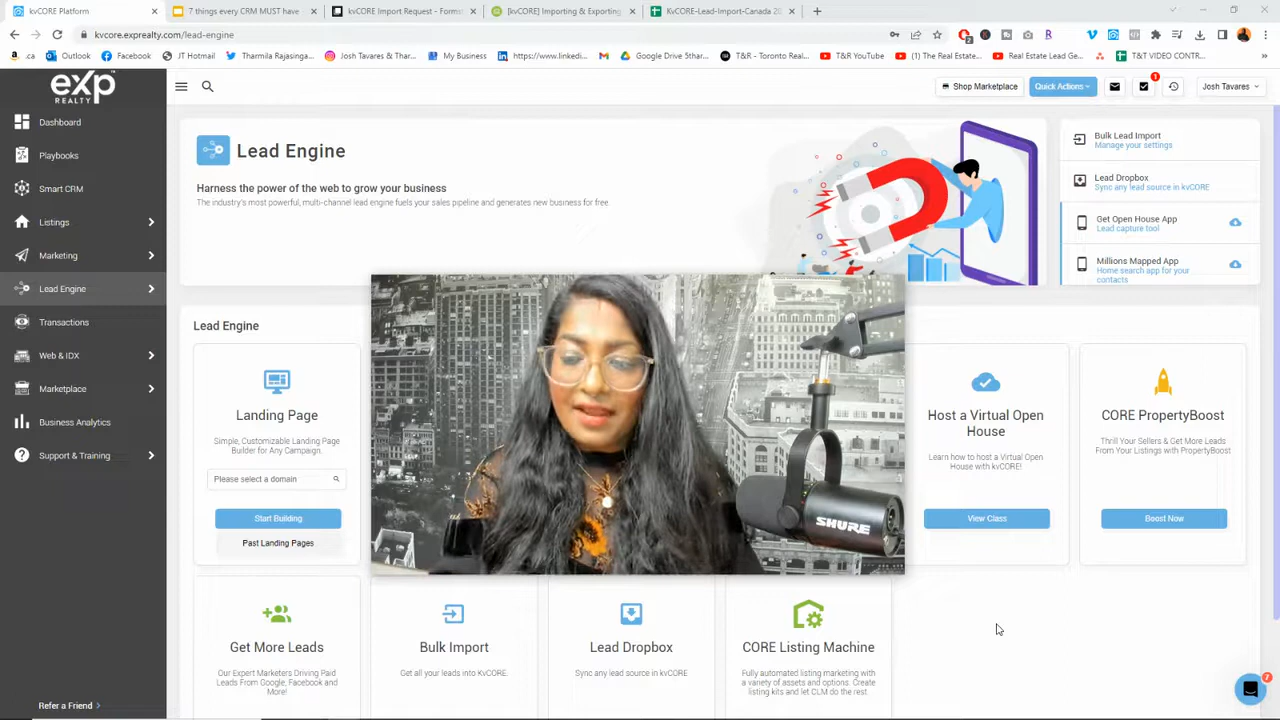 kvCORE Platform
7 things every CRM MUST have
kvCORE Import Request - Forms
[kvCORE] Importing & Exporting
KvCORE-Lead-Import-Canada 20
kvcore.exprealty.com/lead-engine
.ca
Outlook
Facebook
JT Hotmail
Thamila Rajasing
Josh Tavares & Thar...
My Business
https://www.linkedi...
Google Drive 5thar...
T&R - Toronto Real...
T&R YouTube
(1) The Real Estate...
Real Estate Lead Ge...
T&T VIDEO CONTR...
eXp
REALTY
Shop Marketplace
Quick Actions
1
Josh Tavares
Dashboard
Playbooks
Smart CRM
Listings
Marketing
Lead Engine
Transactions
Web & IDX
Marketplace
Business Analytics
Support & Training
Refer a Friend
Lead Engine
Harness the power of the web to grow your business
The industry's most powerful, multi-channel lead engine fuels your sales pipeline and generates new business for free.
Bulk Lead Import
Manage your settings
Lead Dropbox
Sync any lead source in kvCORE
Get Open House App
Lead capture tool
Millions Mapped App
Home search app for your
contacts
Lead Engine
Landing Page
Simple, Customizable Landing Page
Builder for Any Campaign.
Please select a domain
Start Building
Past Landing Pages
SHURE
Host a Virtual Open
House
Learn how to host a Virtual Open
House with kvCORE!
View Class
CORE PropertyBoost
Thrill Your Sellers & Get More Leads
From Your Listings with PropertyBoost
Boost Now
Get More Leads
Our Expert Marketers Driving Paid
Leads From Google, Facebook and
More!
Bulk Import
Get all your leads into KvCORE.
Lead Dropbox
Sync any lead source in kvCORE
CORE Listing Machine
Fully automated listing marketing with
a variety of assets and options. Create
listing kits and let CLM do the rest